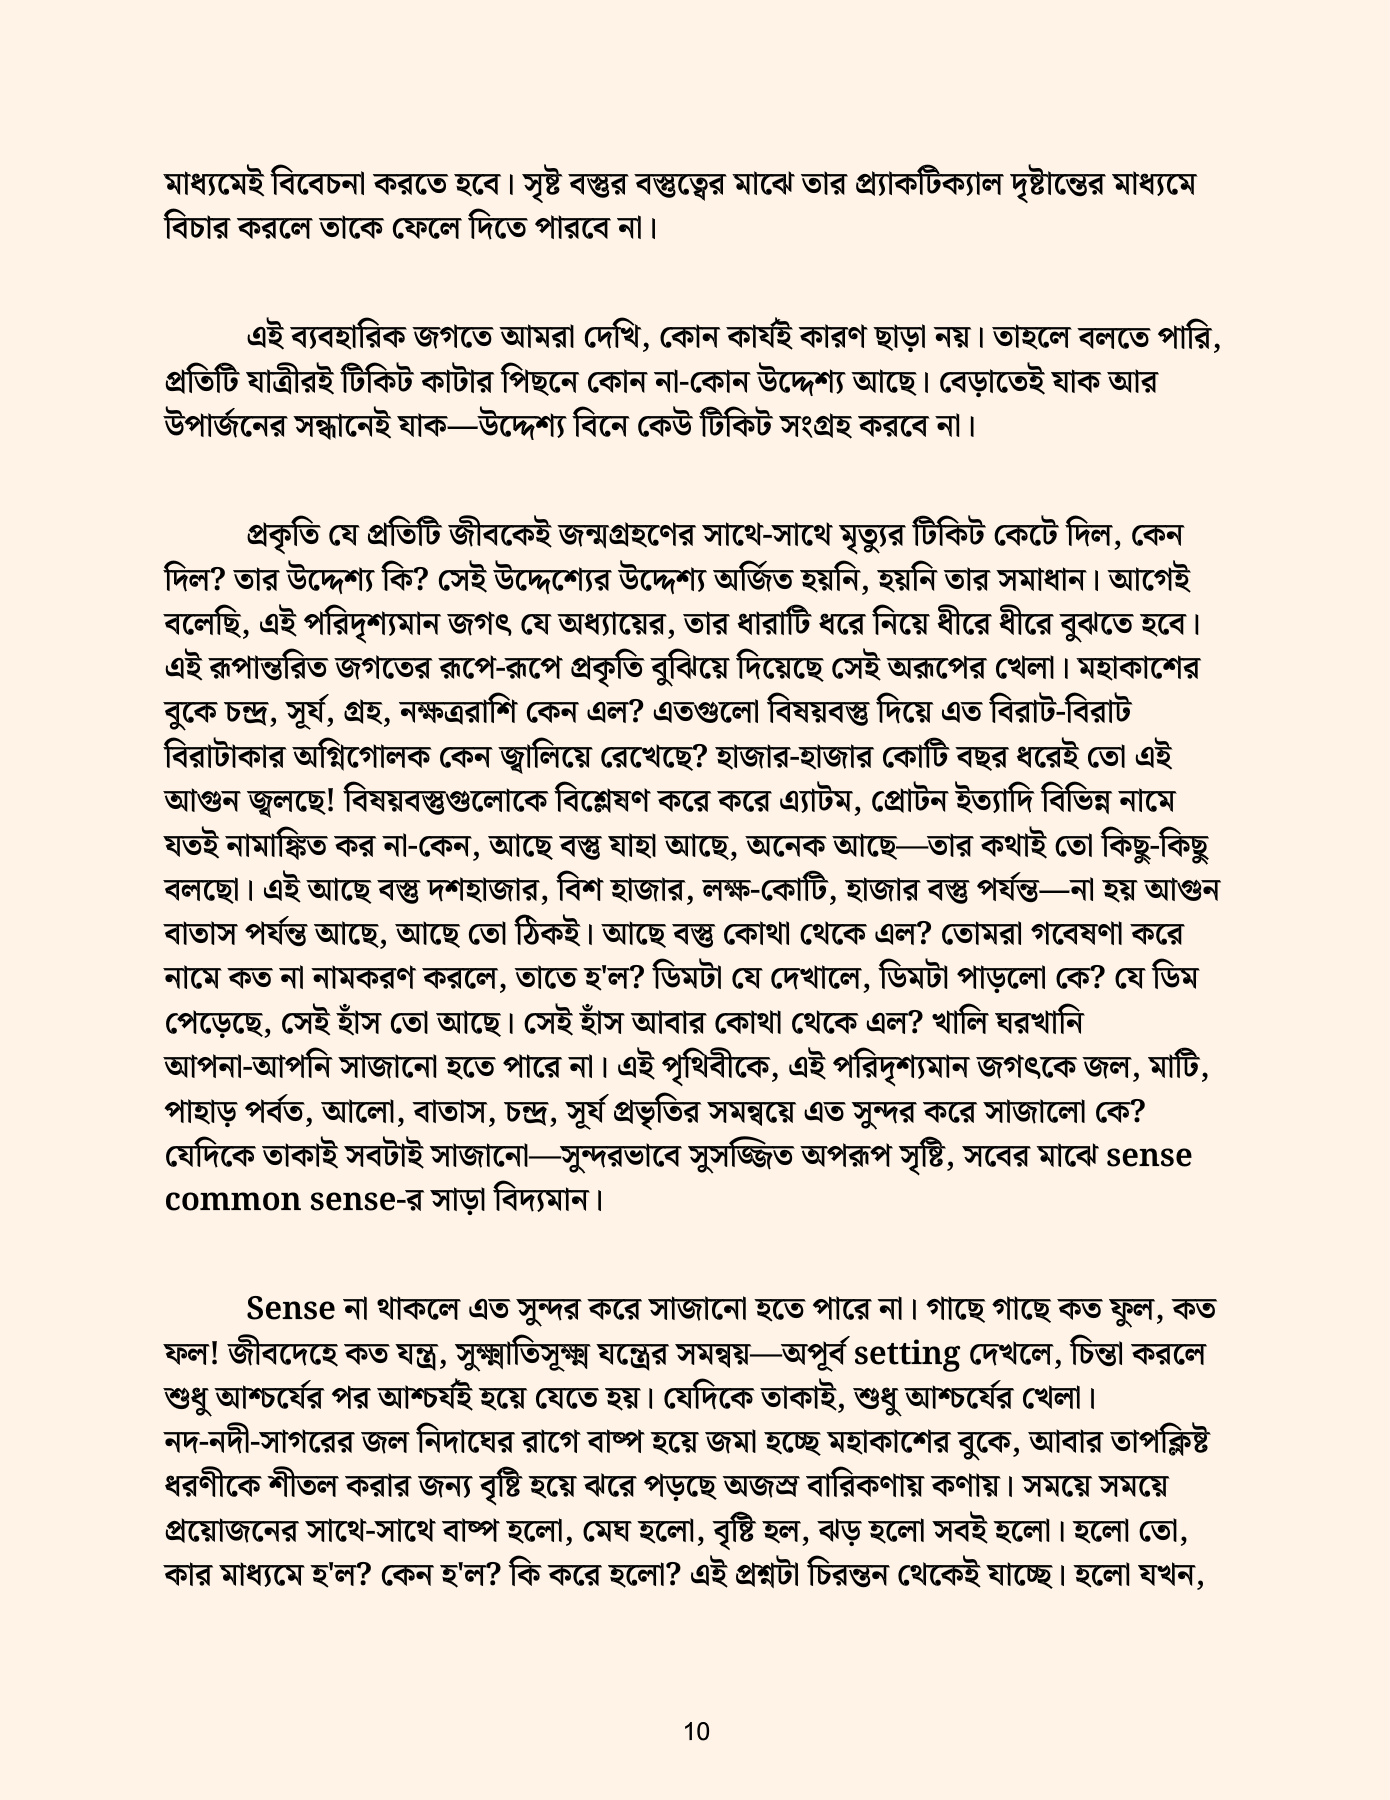 মাধ্যমেই বিবেচনা করতে হবে। সৃষ্ট বস্তুর বস্তুত্বের মাঝে তার প্র্যাকটিক্যাল দৃষ্টান্তের মাধ্যমে
বিচার করলে তাকে ফেলে দিতে পারবে না।
এই ব্যবহারিক জগতে আমরা দেখি, কোন কার্যই কারণ ছাড়া নয়। তাহলে বলতে পারি,
প্রতিটি যাত্রীরই টিকিট কাটার পিছনে কোন না-কোন উদ্দেশ্য আছে। বেড়াতেই যাক আর
উপার্জনের সন্ধানেই যাক—উদ্দেশ্য বিনে কেউ টিকিট সংগ্রহ করবে না।
প্রকৃতি যে প্রতিটি জীবকেই জন্মগ্রহণের সাথে-সাথে মৃত্যুর টিকিট কেটে দিল, কেন
দিল? তার উদ্দেশ্য কি? সেই উদ্দেশ্যের উদ্দেশ্য অর্জিত হয়নি, হয়নি তার সমাধান। আগেই
বলেছি, এই পরিদৃশ্যমান জগৎ যে অধ্যায়ের, তার ধারাটি ধরে নিয়ে ধীরে ধীরে বুঝতে হবে।
এই রূপান্তরিত জগতের রূপে-রূপে প্রকৃতি বুঝিয়ে দিয়েছে সেই অরূপের খেলা। মহাকাশের
বুকে চন্দ্র, সূর্য, গ্রহ, নক্ষত্ররাশি কেন এল? এতগুলো বিষয়বস্তু দিয়ে এত বিরাট-বিরাট
বিরাটাকার অগ্নিগোলক কেন জ্বালিয়ে রেখেছে? হাজার-হাজার কোটি বছর ধরেই তো এই
আগুন জ্বলছে! বিষয়বস্তুগুলোকে বিশ্লেষণ করে করে এ্যাটম, প্রোটন ইত্যাদি বিভিন্ন নামে
যতই নামাঙ্কিত কর না-কেন, আছে বস্তু যাহা আছে, অনেক আছে—তার কথাই তো কিছু-কিছু
বলছো। এই আছে বস্তু দশহাজার, বিশ হাজার, লক্ষ-কোটি, হাজার বস্তু পর্যন্ত—না হয় আগুন
বাতাস পর্যন্ত আছে, আছে তো ঠিকই। আছে বস্তু কোথা থেকে এল? তোমরা গবেষণা করে
নামে কত না নামকরণ করলে, তাতে হ'ল? ডিমটা যে দেখালে, ডিমটা পাড়লো কে? যে ডিম
পেড়েছে, সেই হাঁস তো আছে। সেই হাঁস আবার কোথা থেকে এল? খালি ঘরখানি
আপনা-আপনি সাজানো হতে পারে না। এই পৃথিবীকে, এই পরিদৃশ্যমান জগৎকে জল, মাটি,
পাহাড় পর্বত, আলো, বাতাস, চন্দ্র, সূর্য প্রভৃতির সমন্বয়ে এত সুন্দর করে সাজালো কে?
যেদিকে তাকাই সবটাই সাজানো—সুন্দরভাবে সুসজ্জিত অপরূপ সৃষ্টি, সবের মাঝে sense
common sense-র সাড়া বিদ্যমান।
Sense না থাকলে এত সুন্দর করে সাজানো হতে পারে না। গাছে গাছে কত ফুল, কত
ফল! জীবদেহে কত যন্ত্র, সুক্ষ্মাতিসূক্ষ্ম যন্ত্রের সমন্বয়—অপূর্ব setting দেখলে, চিন্তা করলে
শুধু আশ্চর্যের পর আশ্চর্যই হয়ে যেতে হয়। যেদিকে তাকাই, শুধু আশ্চর্যের খেলা।
নদ-নদী-সাগরের জল নিদাঘের রাগে বাষ্প হয়ে জমা হচ্ছে মহাকাশের বুকে, আবার তাপক্লিষ্ট
ধরণীকে শীতল করার জন্য বৃষ্টি হয়ে ঝরে পড়ছে অজস্র বারিকণায় কণায়। সময়ে সময়ে
প্রয়োজনের সাথে-সাথে বাষ্প হলো, মেঘ হলো, বৃষ্টি হল, ঝড় হলো সবই হলো। হলো তো,
কার মাধ্যমে হ'ল? কেন হ'ল? কি করে হলো? এই প্রশ্নটা চিরন্তন থেকেই যাচ্ছে। হলো যখন,
10